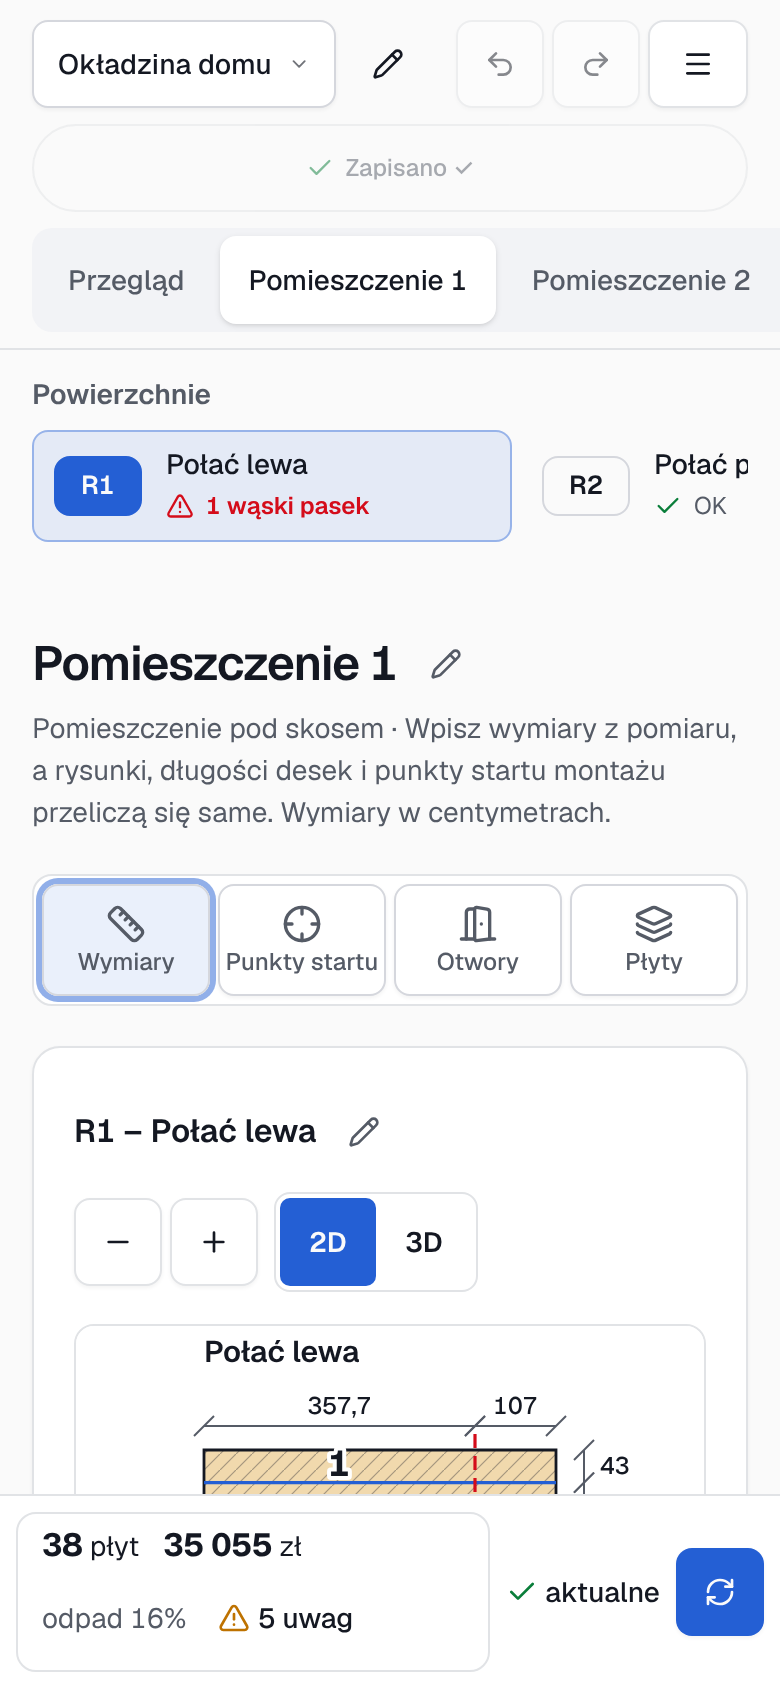 Okładzina domu
Zapisano ✓
Przegląd
Pomieszczenie 1
Pomieszczenie 2
Powierzchnie
R1
Połać lewa
1 wąski pasek
R2
Połać p
OK
Pomieszczenie 1
Pomieszczenie pod skosem · Wpisz wymiary z pomiaru,
a rysunki, długości desek i punkty startu montażu
przeliczą się same. Wymiary w centymetrach.
Wymiary
Punkty startu
Otwory
Płyty
R1 – Połać lewa
2D
3D
Połać lewa
357,7
107
1
43
38 płyt 35 055 zł
odpad 16% 5 uwag
aktualne